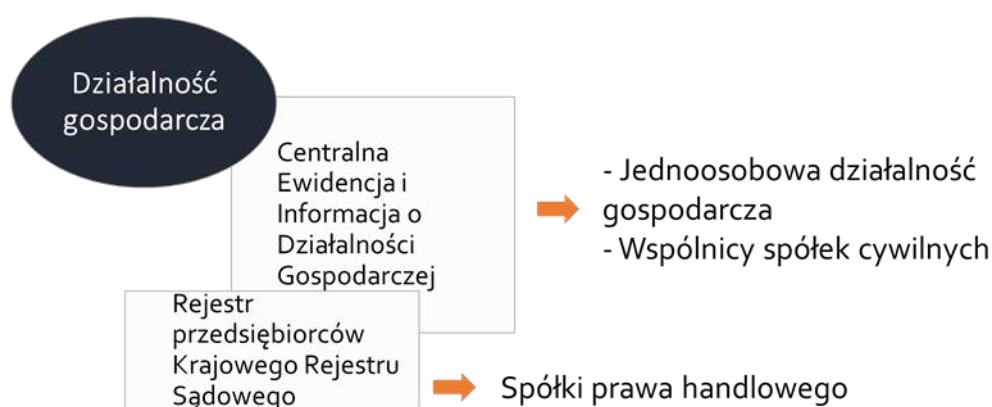 Działalność
gospodarcza
Centralna
Ewidencja i
Informacja o
Działalności
Gospodarczej
- Jednoosobowa działalność
gospodarcza
- Wspólnicy spółek cywilnych
Rejestr
przedsiębiorców
Krajowego Rejestru
Sądowego
Spółki prawa handlowego